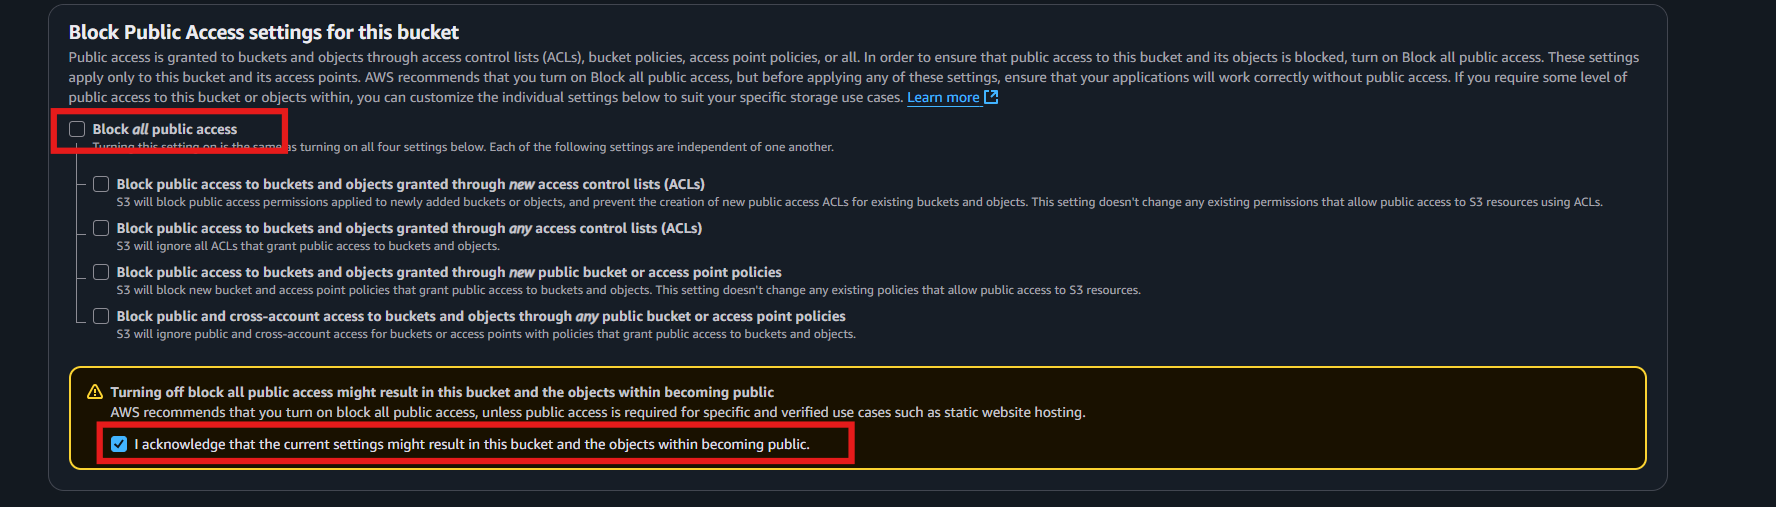 Block Public Access settings for this bucket
Public access is granted to buckets and objects through access control lists (ACLs), bucket policies, access point policies, or all. In order to ensure that public access to this bucket and its objects is blocked, turn on Block all public access. These settings
apply only to this bucket and its access points. AWS recommends that you turn on Block all public access, but before applying any of these settings, ensure that your applications will work correctly without public access. If you require some level of
public access to this bucket or objects within, you can customize the individual settings below to suit your specific storage use cases. Learn more
Block all public access
Turning this setting on is the same as turning on all four settings below. Each of the following settings are independent of one another.
Block public access to buckets and objects granted through new access control lists (ACLs)
S3 will block public access permissions applied to newly added buckets or objects, and prevent the creation of new public access ACLs for existing buckets and objects. This setting doesn't change any existing permissions that allow public access to S3 resources using ACLs.
Block public access to buckets and objects granted through any access control lists (ACLs)
S3 will ignore all ACLs that grant public access to buckets and objects.
Block public access to buckets and objects granted through new public bucket or access point policies
S3 will block new bucket and access point policies that grant public access to buckets and objects. This setting doesn't change any existing policies that allow public access to S3 resources.
Block public and cross-account access to buckets and objects through any public bucket or access point policies
S3 will ignore public and cross-account access for buckets or access points with policies that grant public access to buckets and objects.
Turning off block all public access might result in this bucket and the objects within becoming public
AWS recommends that you turn on block all public access, unless public access is required for specific and verified use cases such as static website hosting.
I acknowledge that the current settings might result in this bucket and the objects within becoming public.